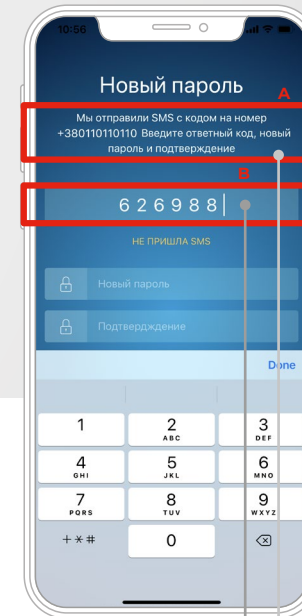 10:56
Новый пароль
A
Мы отправили SMS с кодом на номер
+380110110110 Введите ответный код, новый
пароль и подтверждение
B
626988
НЕ ПРИШЛА SMS
Новый пароль
Подтверждение
Done
1
2
ABC
3
DEF
4
GHI
5
JKL
6
MNO
7
PQRS
8
TUV
9
WXYZ
+*#
0